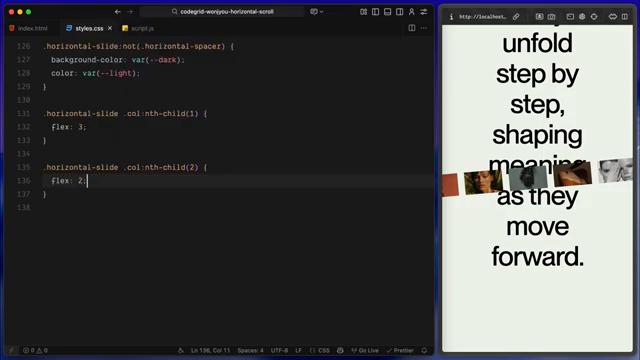 codegrid-wonjyou-horizontal-scroll
index.html
styles.css
script.js
126 .horizontal-slide:not(.horizontal-spacer) {
127 background-color: var(--dark);
128 color: var(--light);
129 }
131 .horizontal-slide .col:nth-child(1) {
132 flex: 3;
133 }
135 .horizontal-slide .col:nth-child(2) {
136 flex: 2;
137 }
138
0 0
Ln 136, Col 11
Spaces: 4
UTF-8
LF
CSS
Go Live
Prettier
http://localhost...
unfold
step by
step,
shaping
meaning
as they
move
forward.